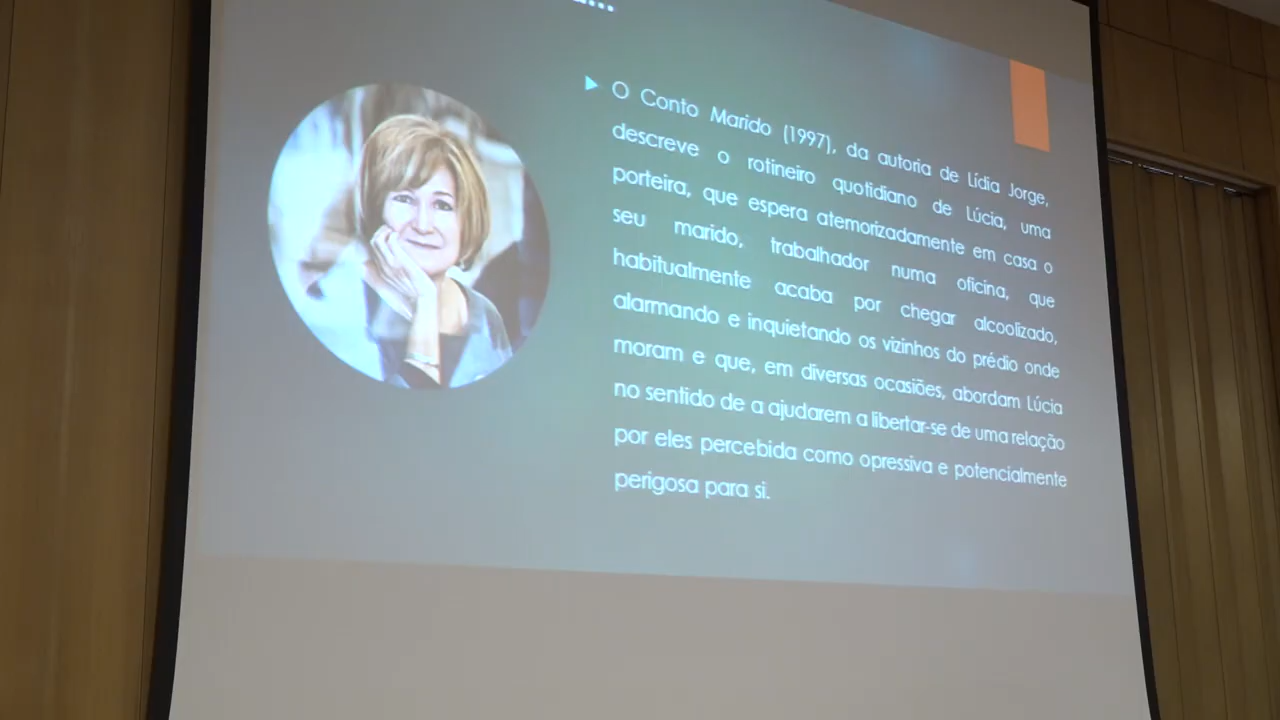 O Conto Marido (1997), da autoria de Lídia Jorge,
descreve o rotineiro quotidiano de Lúcia, uma
porteira, que espera atemorizadamente em casa o
seu marido, trabalhador numa oficina, que
habitualmente acaba por chegar alcoolizado,
alarmando e inquietando os vizinhos do prédio onde
moram e que, em diversas ocasiões, abordam Lúcia
no sentido de a ajudarem a libertar-se de uma relação
por eles percebida como opressiva e potencialmente
perigosa para si.